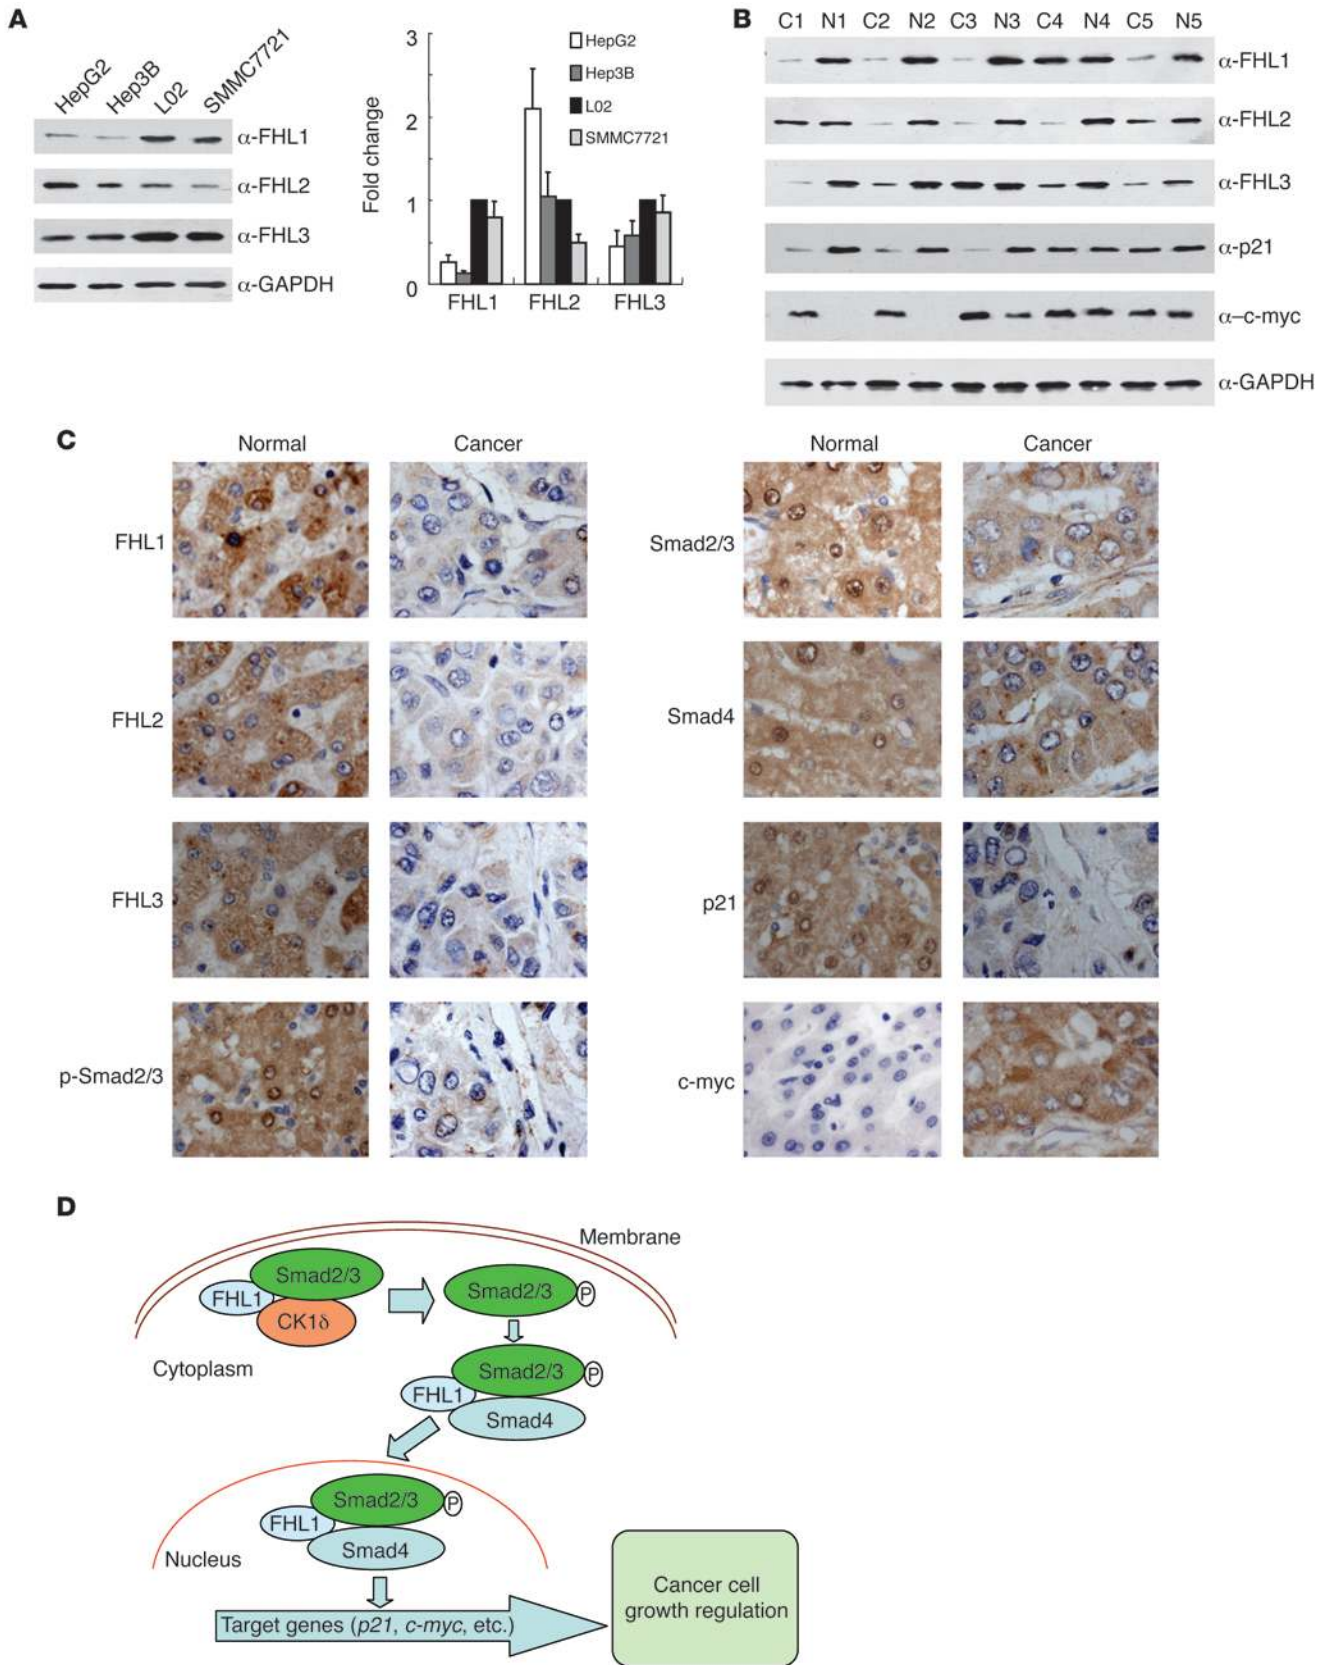 A
HepG2
Hep3B
L02
SMMC7721
α-FHL1
α-FHL2
α-FHL3
α-GAPDH
Fold change
3
2
1
0
HepG2
Hep3B
L02
SMMC7721
FHL1 FHL2 FHL3
B
C1 N1 C2 N2 C3 N3 C4 N4 C5 N5
α-FHL1
α-FHL2
α-FHL3
α-p21
α–c-myc
α-GAPDH
C
Normal Cancer
FHL1
FHL2
FHL3
p-Smad2/3
Normal Cancer
Smad2/3
Smad4
p21
c-myc
D
Membrane
Smad2/3
FHL1
CK1δ
Smad2/3 P
Cytoplasm
Smad2/3 P
FHL1
Smad4
Smad2/3 P
FHL1
Smad4
Nucleus
Target genes (p21, c-myc, etc.)
Cancer cell
growth regulation